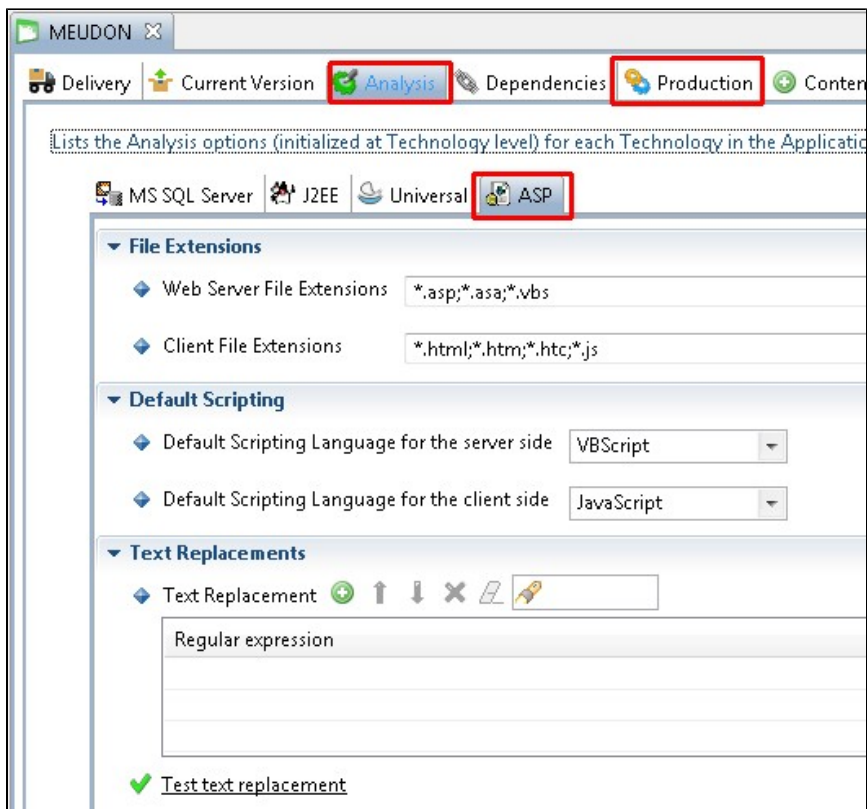 MEUDON
Delivery Current Version Analysis Dependencies Production Conten
Lists the Analysis options (initialized at Technology level) for each Technology in the Applicatio
MS SQL Server J2EE Universal ASP
File Extensions
Web Server File Extensions *.asp;*.asa;*.vbs
Client File Extensions *.html;*.htm;*.htc;*.js
Default Scripting
Default Scripting Language for the server side VBScript
Default Scripting Language for the client side JavaScript
Text Replacements
Text Replacement
Regular expression
Test text replacement